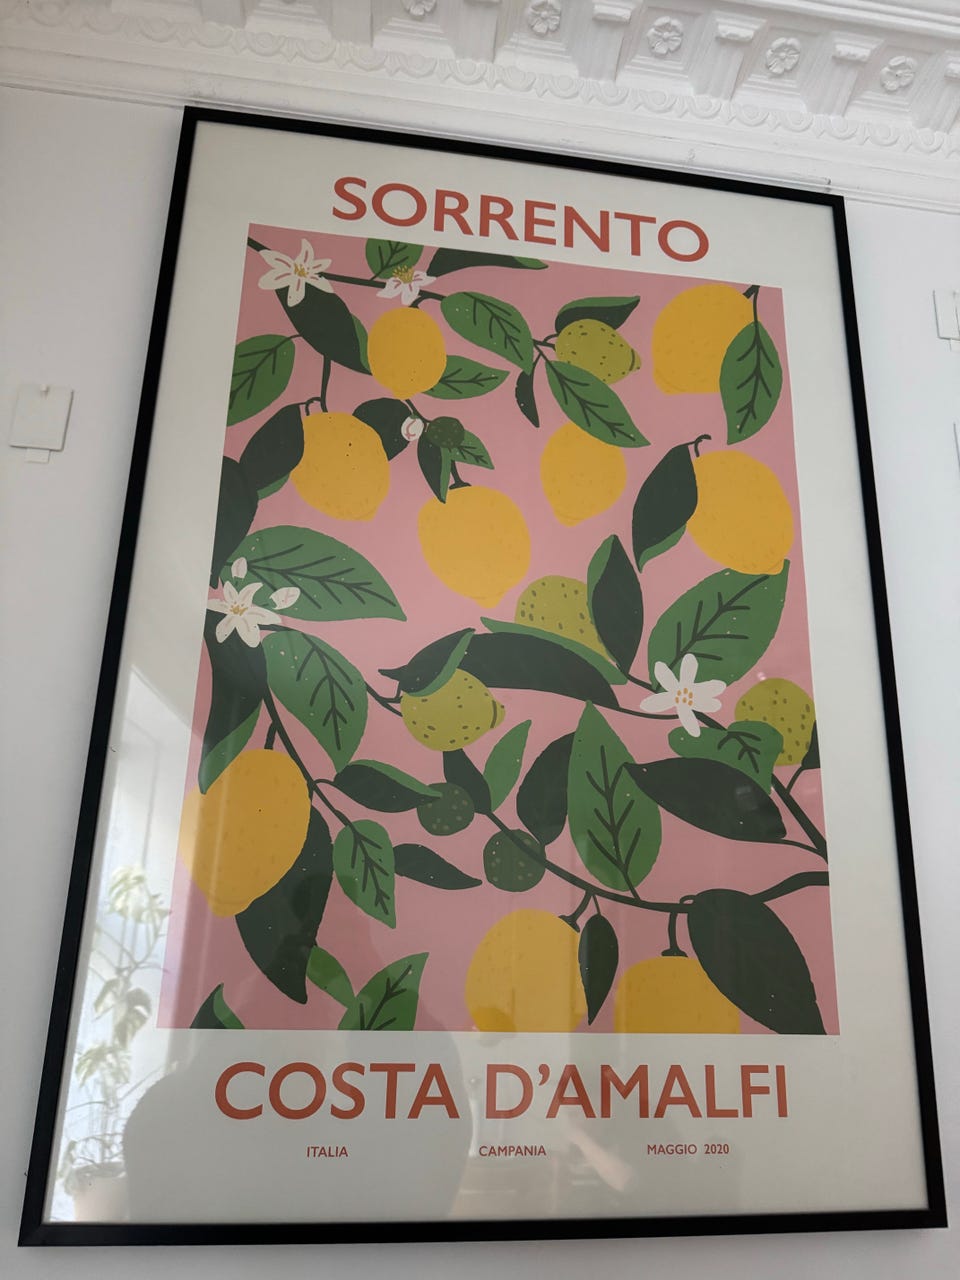 SORRENTO
COSTA D'AMALFI
ITALIA CAMPANIA MAGGIO 2020